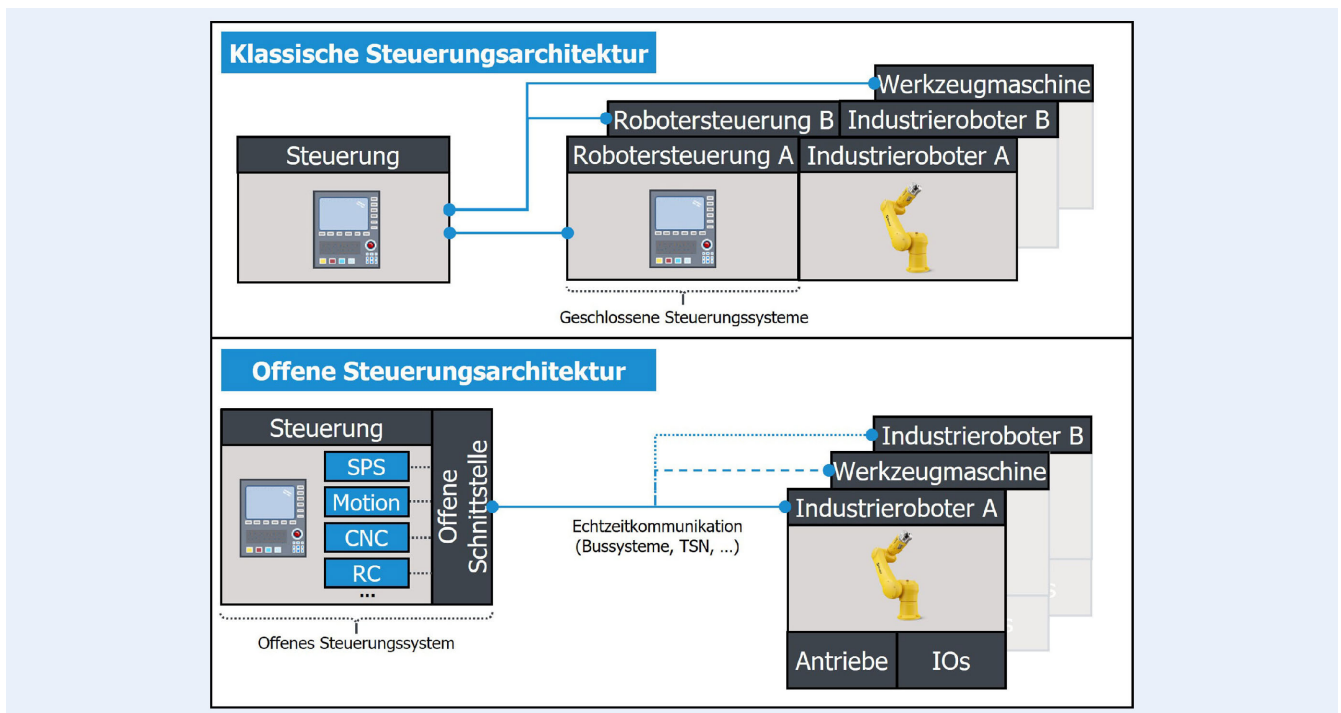 Klassische Steuerungsarchitektur
Werkzeugmaschine
Robotersteuerung B
Industrieroboter B
Steuerung
Robotersteuerung A
Industrieroboter A
Geschlossene Steuerungssysteme
Offene Steuerungsarchitektur
Steuerung
SPS
Motion
CNC
RC
...
Offene
Schnittstelle
Offenes Steuerungssystem
Echtzeitkommunikation
(Bussysteme, TSN, ...)
Industrieroboter B
Werkzeugmaschine
Industrieroboter A
Antriebe
IOs
s
s